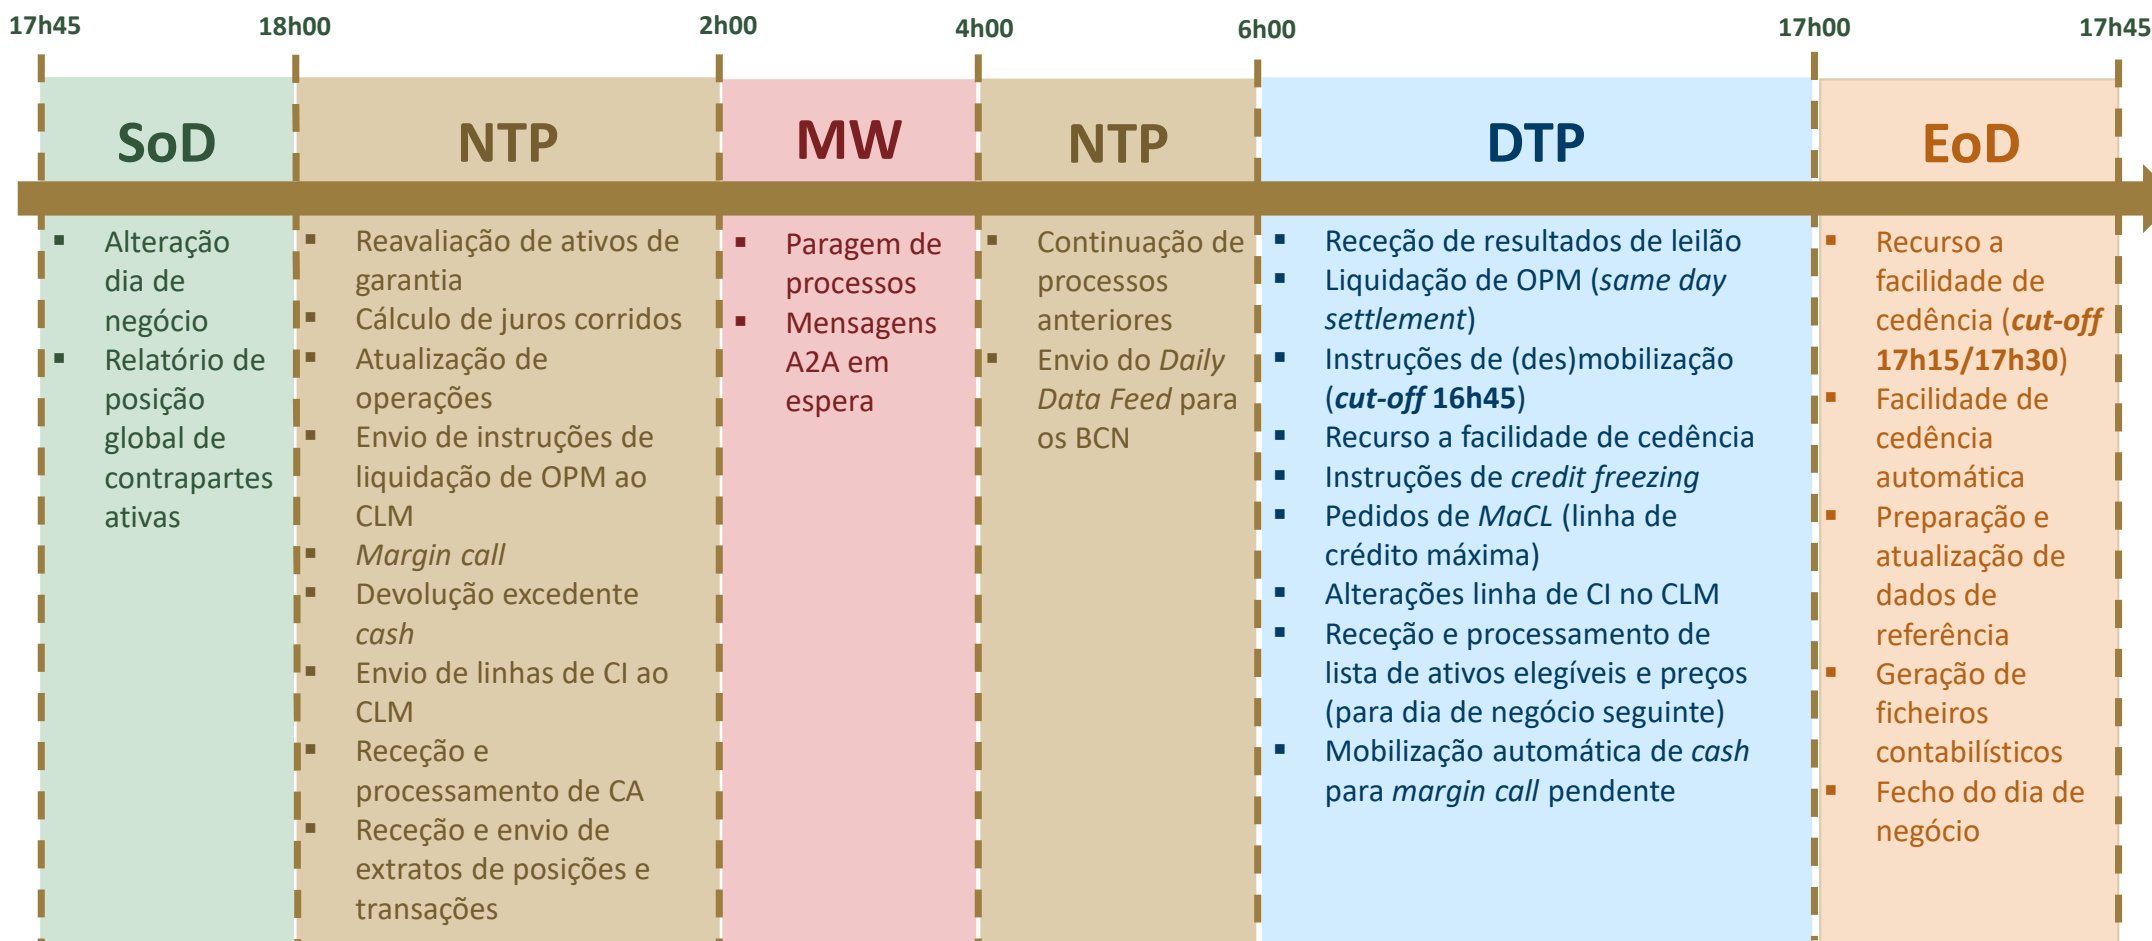 17h45
18h00
2h00
4h00
6h00
17h00
17h45
SoD
NTP
MW
NTP
DTP
EoD
▪ Alteração
dia de
negócio
▪ Relatório de
posição
global de
contrapartes
ativas
▪ Reavaliação de ativos de
garantia
▪ Cálculo de juros corridos
▪ Atualização de
operações
▪ Envio de instruções de
liquidação de OPM ao
CLM
▪ Margin call
▪ Devolução excedente
cash
▪ Envio de linhas de CI ao
CLM
▪ Receção e
processamento de CA
▪ Receção e envio de
extratos de posições e
transações
▪ Paragem de
processos
▪ Mensagens
A2A em
espera
▪ Continuação de
processos
anteriores
▪ Envio do Daily
Data Feed para
os BCN
▪ Receção de resultados de leilão
▪ Liquidação de OPM (same day
settlement)
▪ Instruções de (des)mobilização
(cut-off 16h45)
▪ Recurso a facilidade de cedência
▪ Instruções de credit freezing
▪ Pedidos de MaCL (linha de
crédito máxima)
▪ Alterações linha de CI no CLM
▪ Receção e processamento de
lista de ativos elegíveis e preços
(para dia de negócio seguinte)
▪ Mobilização automática de cash
para margin call pendente
▪ Recurso a
facilidade de
cedência (cut-off
17h15/17h30)
▪ Facilidade de
cedência
automática
▪ Preparação e
atualização de
dados de
referência
▪ Geração de
ficheiros
contabilísticos
▪ Fecho do dia de
negócio